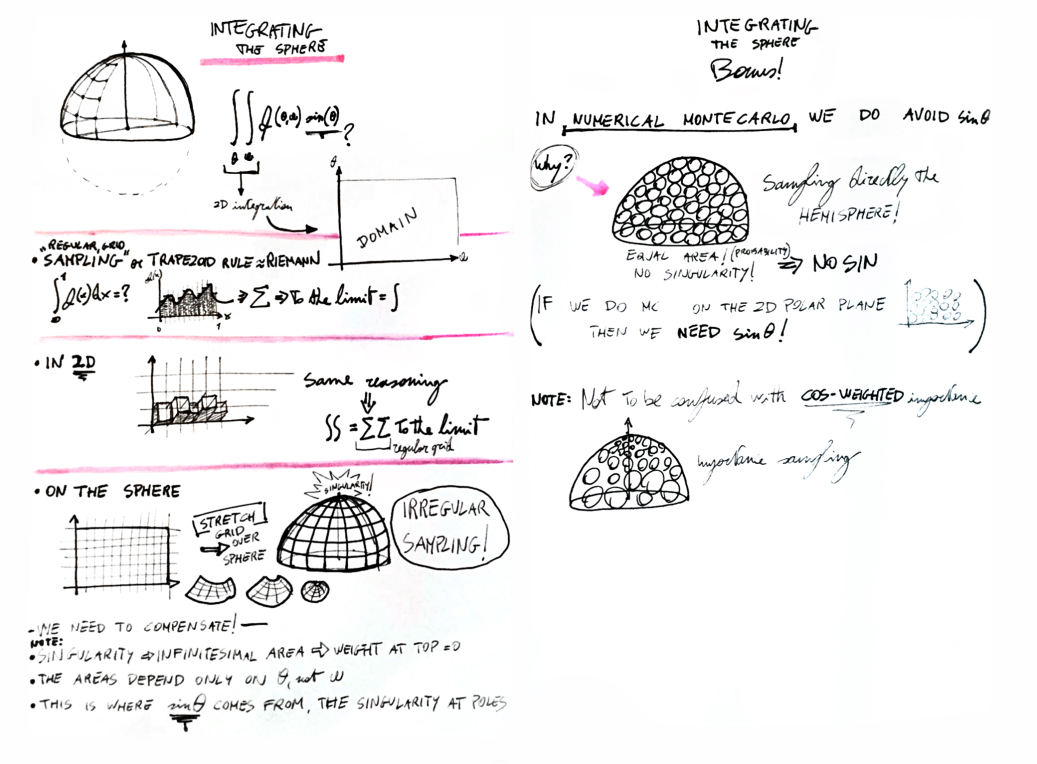 INTEGRATING
THE SPHERE
∫∫ f(θ,ω) sin(θ) ?
θ ω
2D integration
θ
DOMAIN
ω
"REGULAR GRID
• SAMPLING" or TRAPEZOID RULE ≈ RIEMANN
∫₀¹ f(x)dx = ?
f(x)
0 1 x
⇒ Σ ⇒ To the limit = ∫
• IN 2D
Same reasoning
∫∫ = ΣΣ To the limit
regular grid
• ON THE SPHERE
STRETCH
GRID
OVER
SPHERE
SINGULARITY!
IRREGULAR
SAMPLING!
- WE NEED TO COMPENSATE! -
NOTE:
• SINGULARITY ⇒ INFINITESIMAL AREA ⇒ WEIGHT AT TOP = 0
• THE AREAS DEPEND ONLY ON θ, not ω
• THIS IS WHERE sinθ COMES FROM, THE SINGULARITY AT POLES
INTEGRATING
THE SPHERE
Bonus!
IN NUMERICAL MONTECARLO WE DO AVOID sinθ
Why?
Sampling directly the
HEMISPHERE!
EQUAL AREA! (PROBABILITY)
NO SINGULARITY!
⇒ NO SIN
(IF WE DO MC ON THE 2D POLAR PLANE
THEN WE NEED sinθ!)
NOTE: Not To be confused with COS-WEIGHTED importance
importance sampling